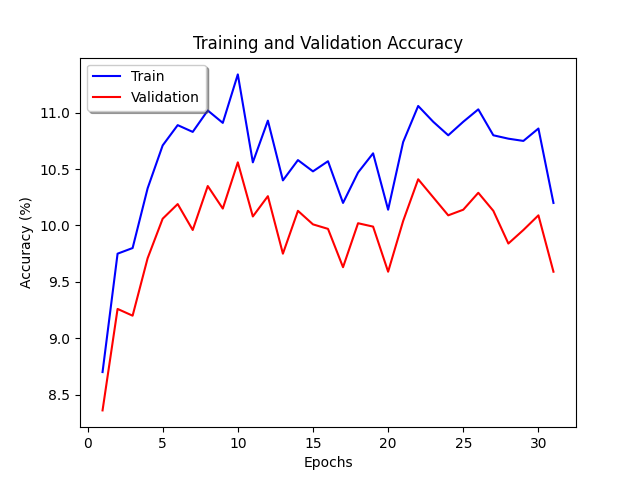 Training and Validation Accuracy
Train
Validation
11.0
10.5
10.0
9.5
9.0
8.5
Accuracy (%)
0 5 10 15 20 25 30
Epochs